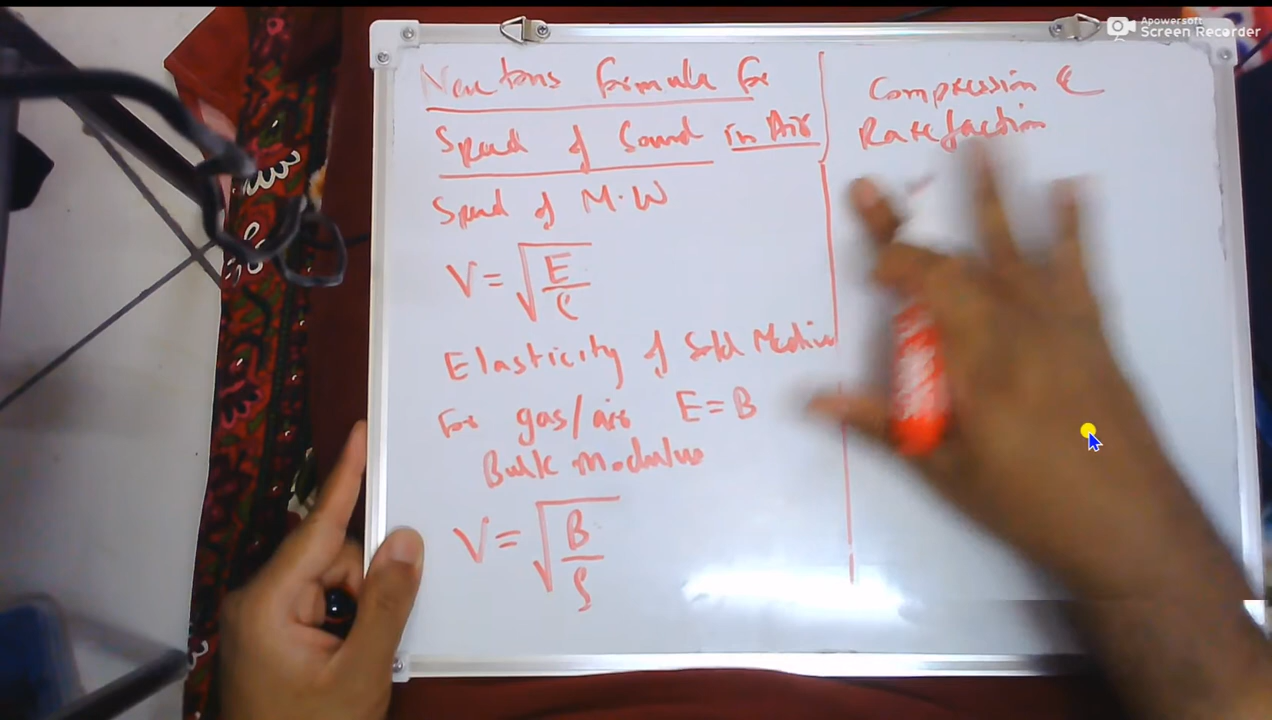 Newtons formula for
Speed of Sound in Air
Speed of M.W
V = √E/ρ
Elasticity of Solid Medium
For gas/air E = B
Bulk modulus
V = √B/ρ
Compression &
Rarefaction
Apowersoft
Screen Recorder